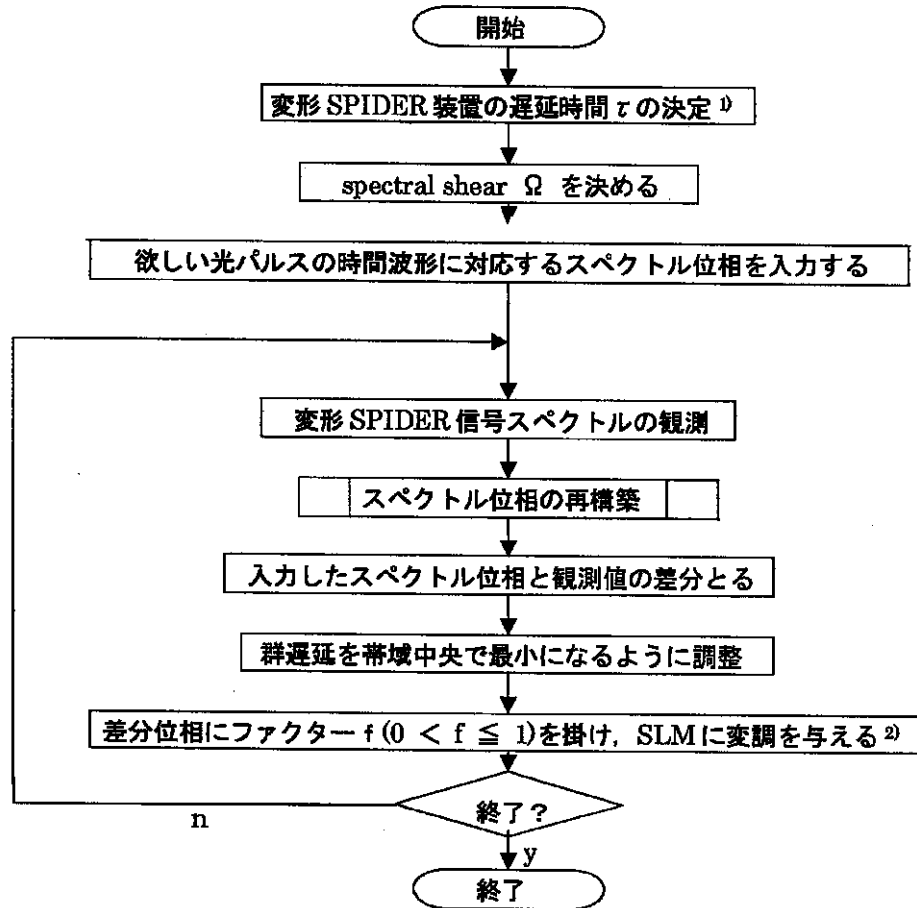 開始
変形 SPIDER 装置の遅延時間 τ の決定 1)
spectral shear Ω を決める
欲しい光パルスの時間波形に対応するスペクトル位相を入力する
変形 SPIDER 信号スペクトルの観測
スペクトル位相の再構築
入力したスペクトル位相と観測値の差分とる
群遅延を帯域中央で最小になるように調整
差分位相にファクター f (0 < f ≦ 1)を掛け，SLM に変調を与える 2)
終了？
n
y
終了